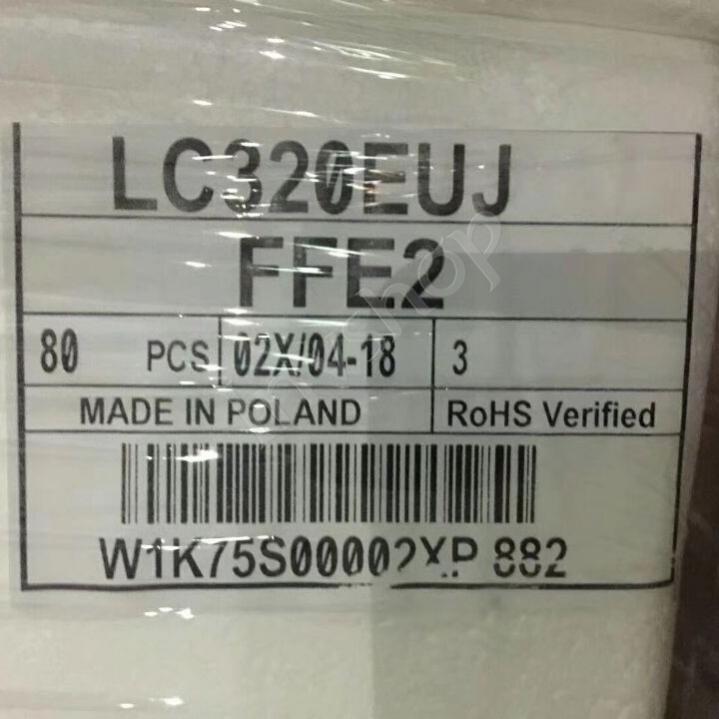 LC320EUJ
FFE2
80 PCS 02X/04-18 3
MADE IN POLAND RoHS Verified
W1K75S00002XP 882